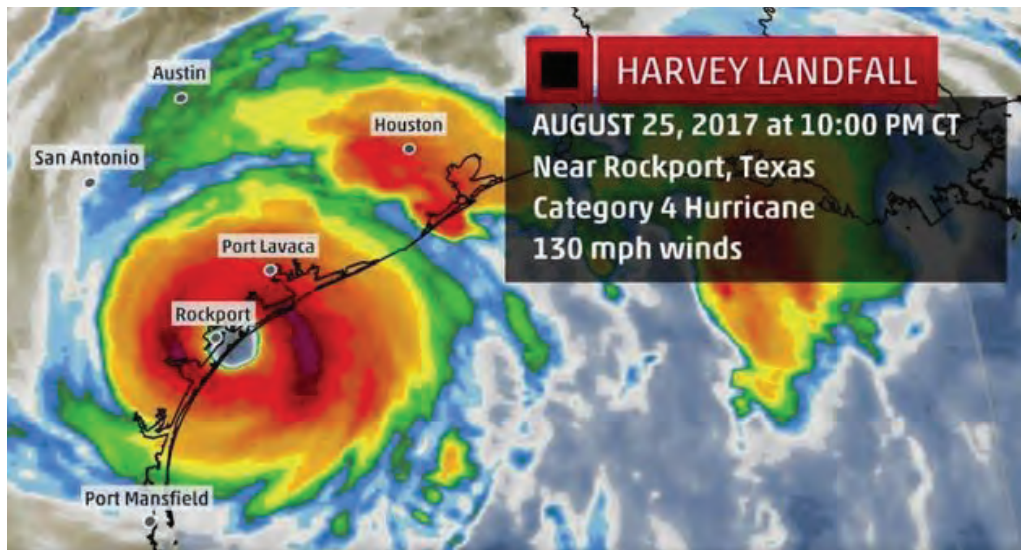 HARVEY LANDFALL
AUGUST 25, 2017 at 10:00 PM CT
Near Rockport, Texas
Category 4 Hurricane
130 mph winds
Austin
Houston
San Antonio
Port Lavaca
Rockport
Port Mansfield